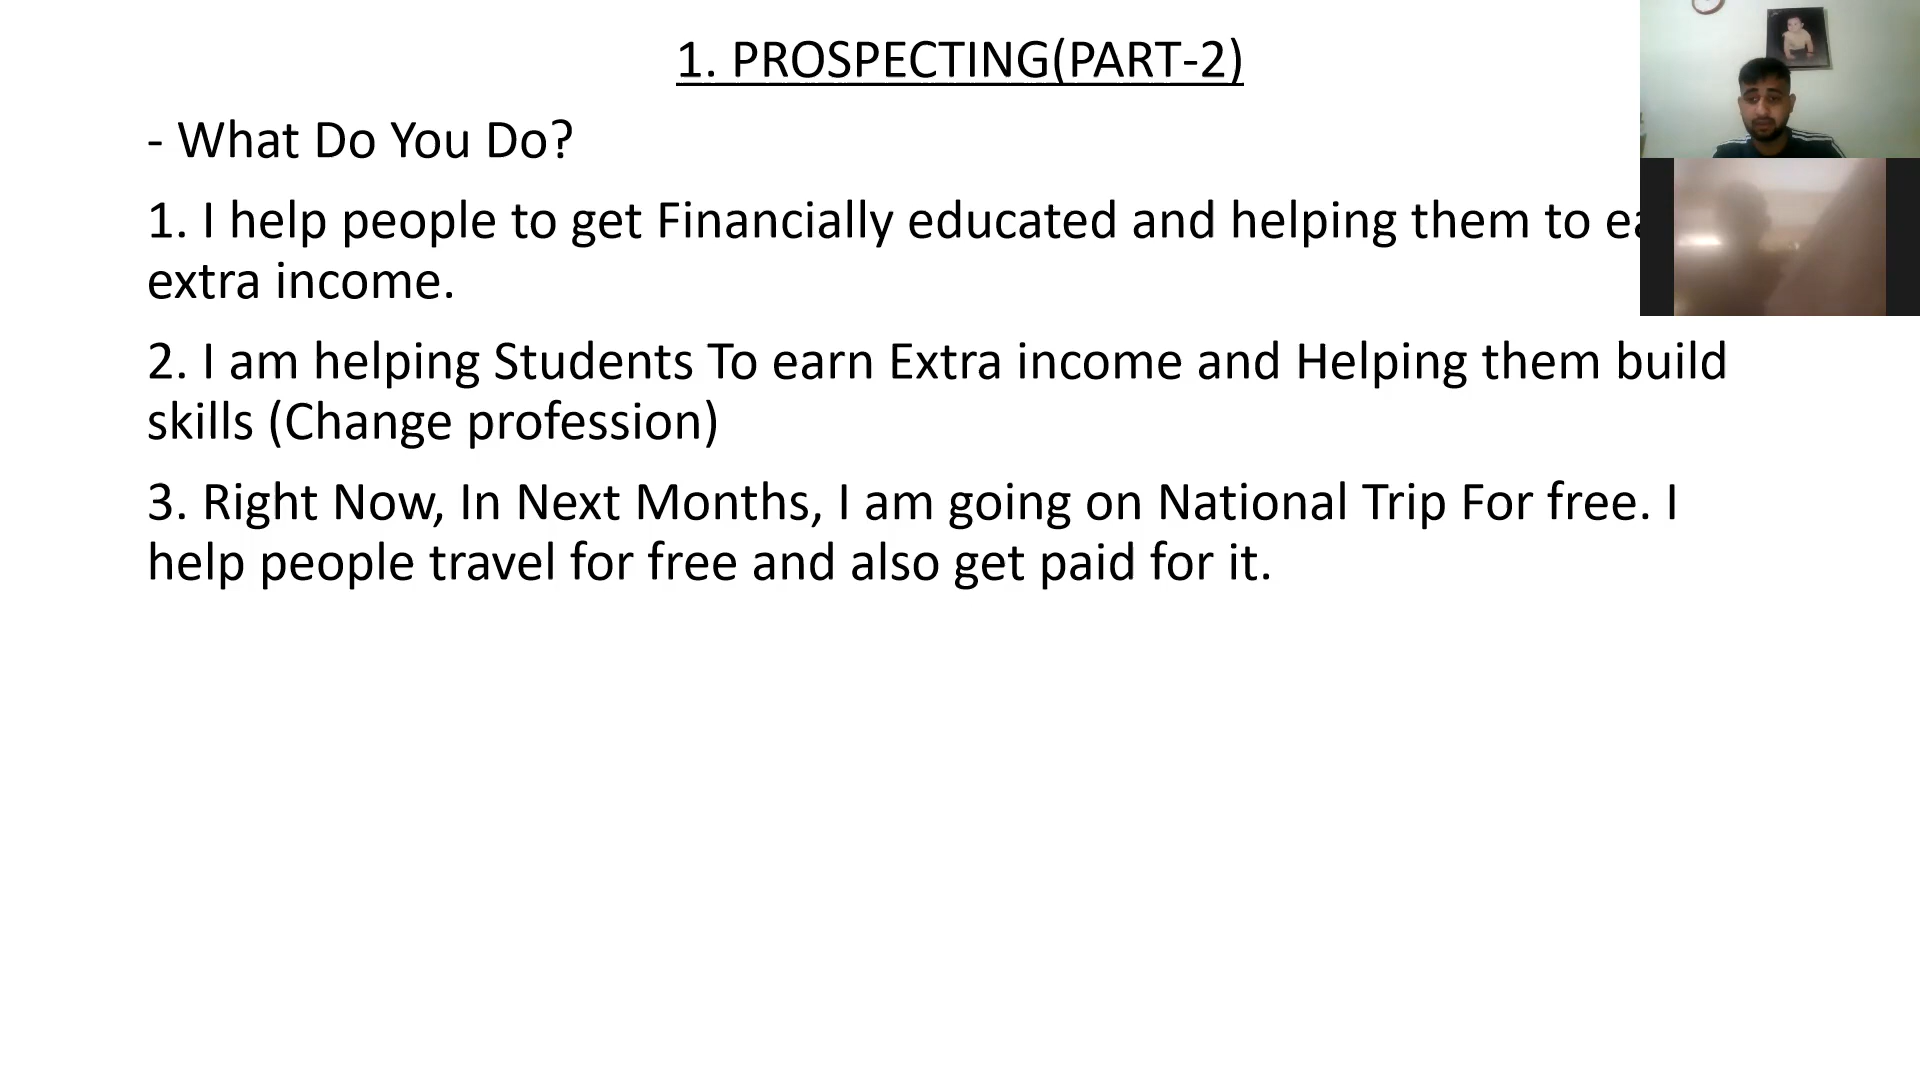 1. PROSPECTING(PART-2)
- What Do You Do?
1. I help people to get Financially educated and helping them to
extra income.
2. I am helping Students To earn Extra income and Helping them build
skills (Change profession)
3. Right Now, In Next Months, I am going on National Trip For free. I
help people travel for free and also get paid for it.